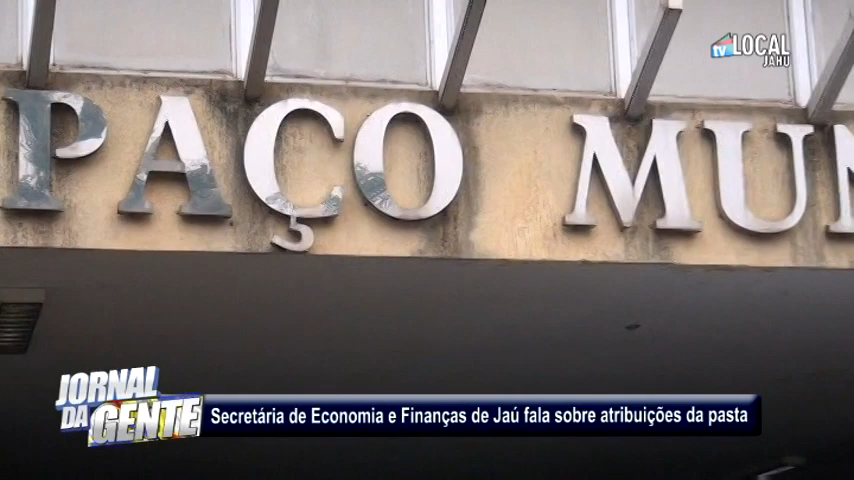 tv LOCAL
JAHU
PAÇO MUN
JORNAL
DA GENTE
Secretária de Economia e Finanças de Jaú fala sobre atribuições da pasta